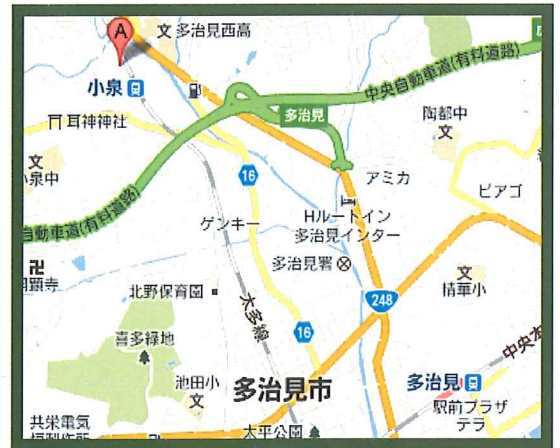 A
文 多治見西高
小泉
中央自動車道(有料道路)
耳神神社
多治見
陶都中
文
文
小泉中
16
アミカ
ピアゴ
ゲンキー
Hルートイン
多治見インター
自動車道(有料道路)
多治見署
文
精華小
北野保育園
248
太多線
喜多緑地
16
池田小
文
多治見市
多治見
中央本
駅前プラザ
テラ
共栄電気
太平公園